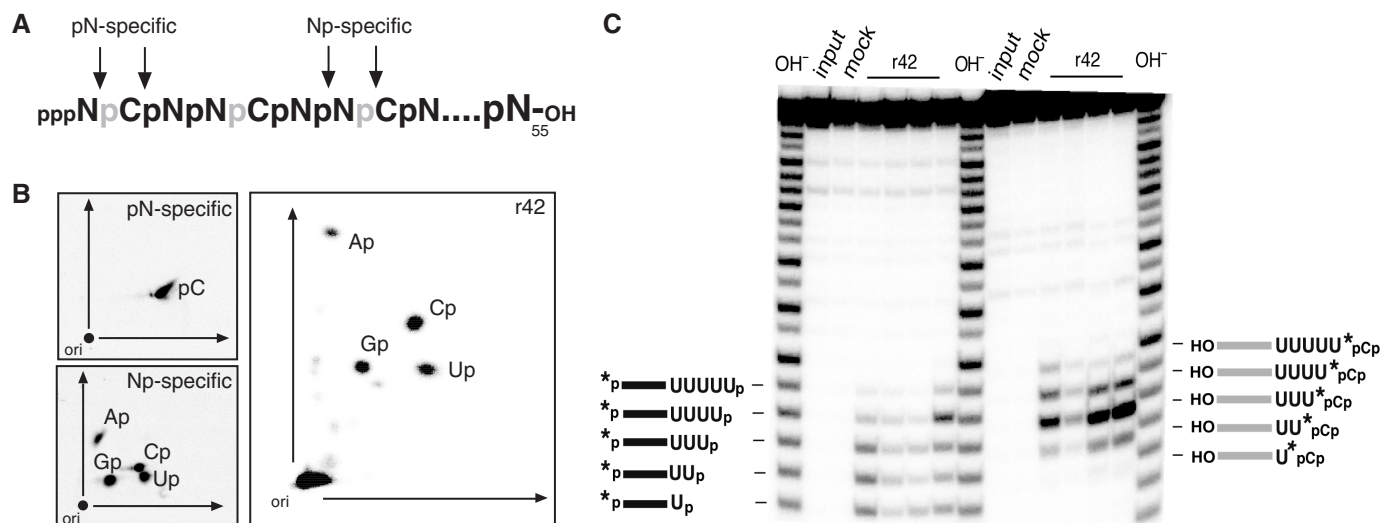 A
pN-specific
Np-specific
pppNpCpNpNpCpNpNpCpN....pN-OH
55
B
pN-specific
pC
ori
Np-specific
Ap
Gp
Cp
Up
ori
r42
Ap
Cp
Gp
Up
ori
C
OH⁻ input mock r42 OH⁻ input mock r42 OH⁻
*p UUUUUp
*p UUUUp
*p UUUp
*p UUp
*p Up
HO UUUUU*pCp
HO UUUU*pCp
HO UUU*pCp
HO UU*pCp
HO U*pCp